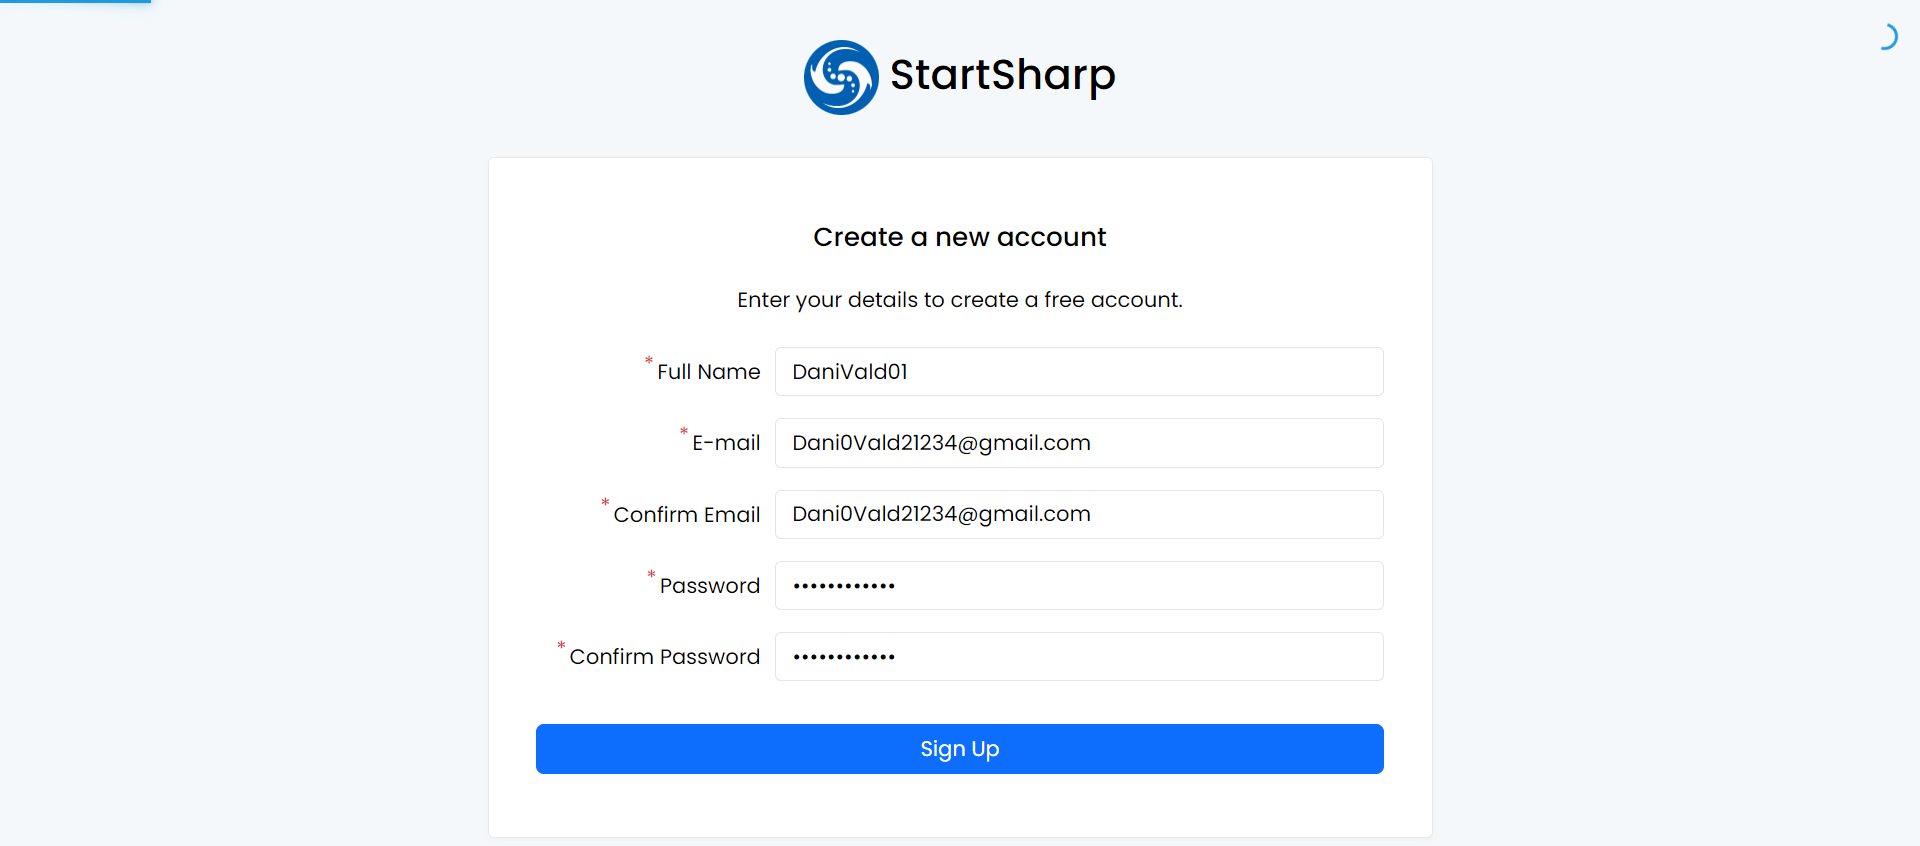 StartSharp
Create a new account
Enter your details to create a free account.
* Full Name DaniVald01
* E-mail Dani0Vald21234@gmail.com
* Confirm Email Dani0Vald21234@gmail.com
* Password ••••••••••••
* Confirm Password ••••••••••••
Sign Up